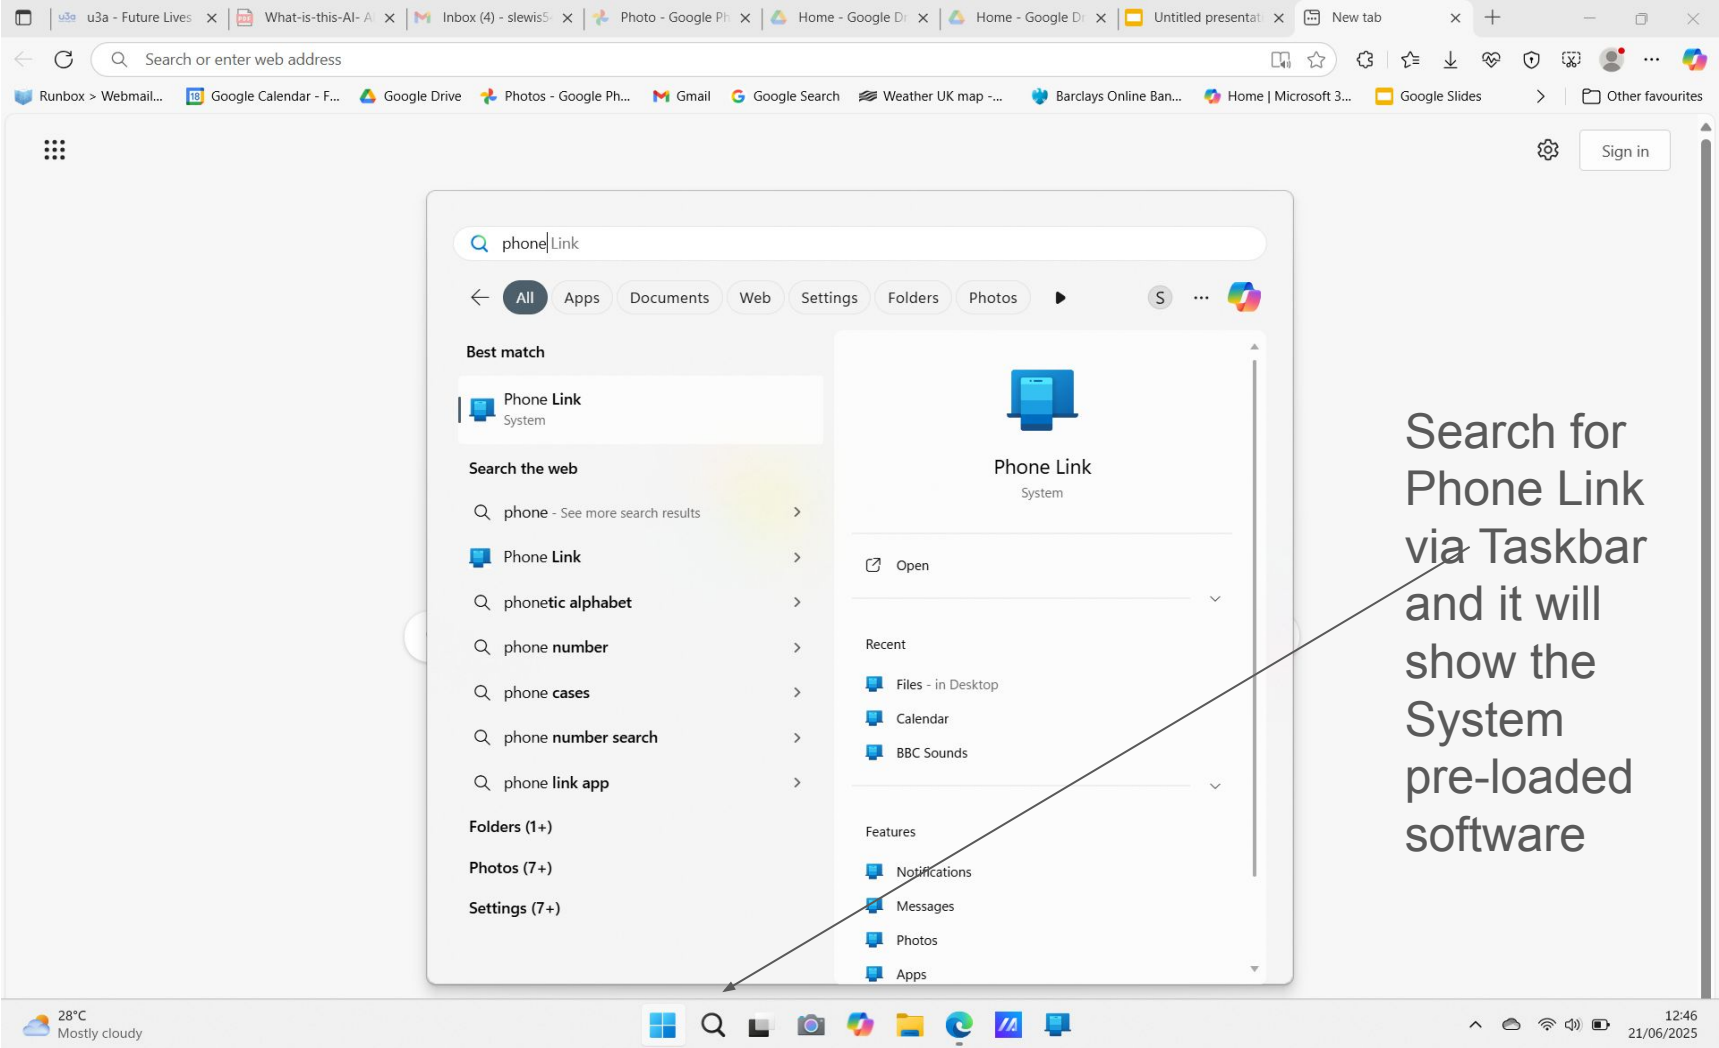 u3a u3a - Future Lives
What-is-this-AI- A
Inbox (4) - slewis5
Photo - Google Ph
Home - Google Dr
Home - Google Dr
Untitled presentat
New tab
Search or enter web address
Runbox > Webmail...
18 Google Calendar - F...
Google Drive
Photos - Google Ph...
Gmail
Google Search
Weather UK map -...
Barclays Online Ban...
Home | Microsoft 3...
Google Slides
Other favourites
Sign in
phone Link
All Apps Documents Web Settings Folders Photos S
Best match
Phone Link
System
Search the web
phone - See more search results
Phone Link
phonetic alphabet
phone number
phone cases
phone number search
phone link app
Folders (1+)
Photos (7+)
Settings (7+)
Phone Link
System
Open
Recent
Files - in Desktop
Calendar
BBC Sounds
Features
Notifications
Messages
Photos
Apps
Search for
Phone Link
via Taskbar
and it will
show the
System
pre-loaded
software
28°C
Mostly cloudy
12:46
21/06/2025